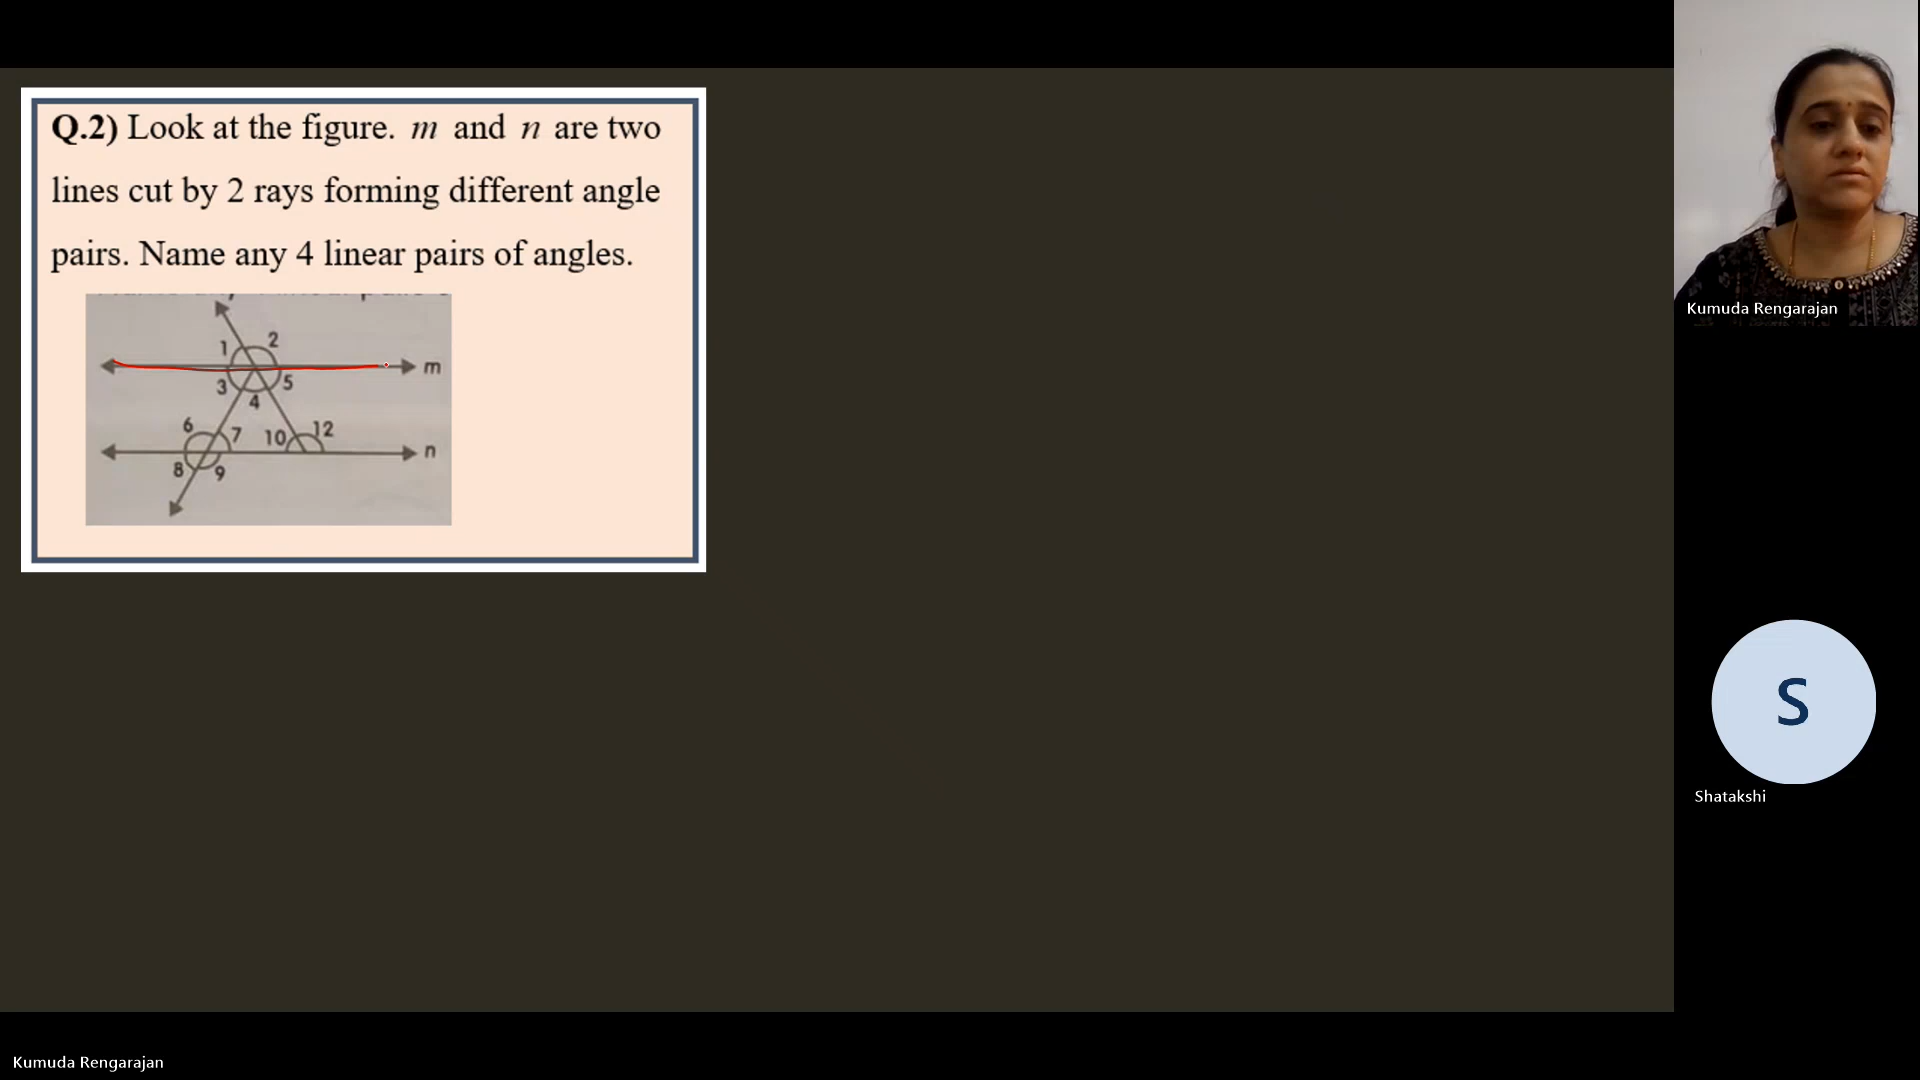 Q.2) Look at the figure. m and n are two
lines cut by 2 rays forming different angle
pairs. Name any 4 linear pairs of angles.
1 2
m
3 5
4
6 7 10 12
n
8 9
Kumuda Rengarajan
S
Shatakshi
Kumuda Rengarajan